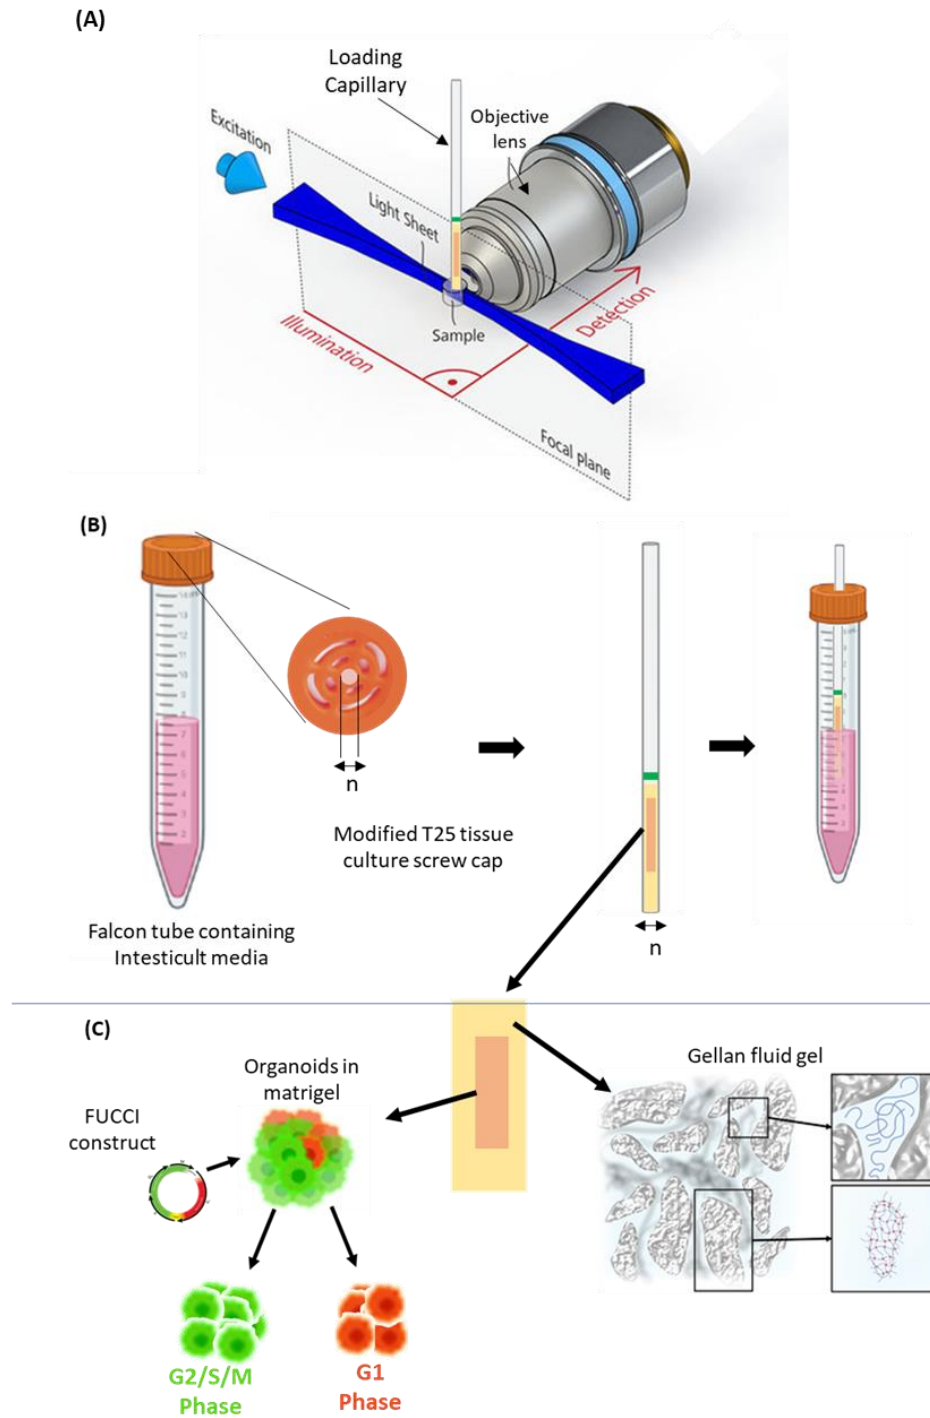 (A)
Loading
Capillary
Objective
lens
Excitation
Light Sheet
Sample
Illumination
Detection
Focal plane
(B)
n
Modified T25 tissue
culture screw cap
Falcon tube containing
Intesticult media
n
(C)
Organoids in
matrigel
FUCCI
construct
Gellan fluid gel
G2/S/M
Phase
G1
Phase